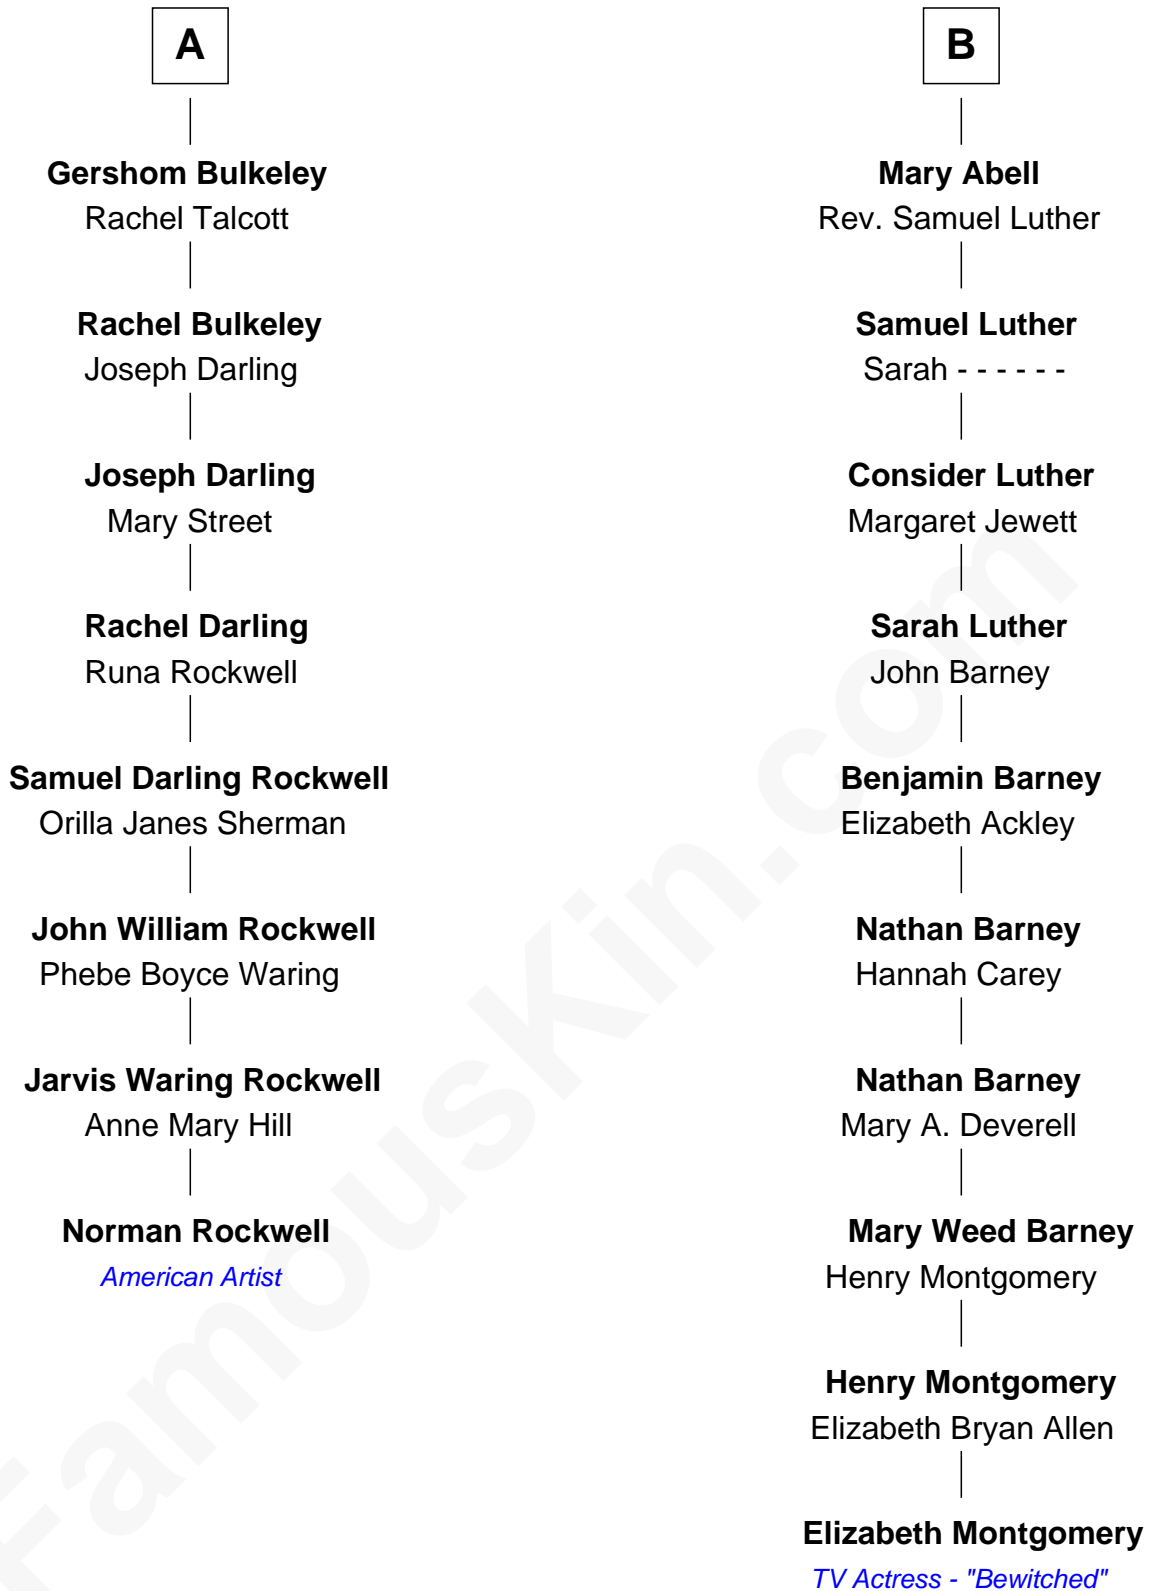 A
Gershom Bulkeley
Rachel Talcott
Rachel Bulkeley
Joseph Darling
Joseph Darling
Mary Street
Rachel Darling
Runa Rockwell
Samuel Darling Rockwell
Orilla Janes Sherman
John William Rockwell
Phebe Boyce Waring
Jarvis Waring Rockwell
Anne Mary Hill
Norman Rockwell
American Artist
B
Mary Abell
Rev. Samuel Luther
Samuel Luther
Sarah - - - - - -
Consider Luther
Margaret Jewett
Sarah Luther
John Barney
Benjamin Barney
Elizabeth Ackley
Nathan Barney
Hannah Carey
Nathan Barney
Mary A. Deverell
Mary Weed Barney
Henry Montgomery
Henry Montgomery
Elizabeth Bryan Allen
Elizabeth Montgomery
TV Actress - "Bewitched"
FamousKin.com